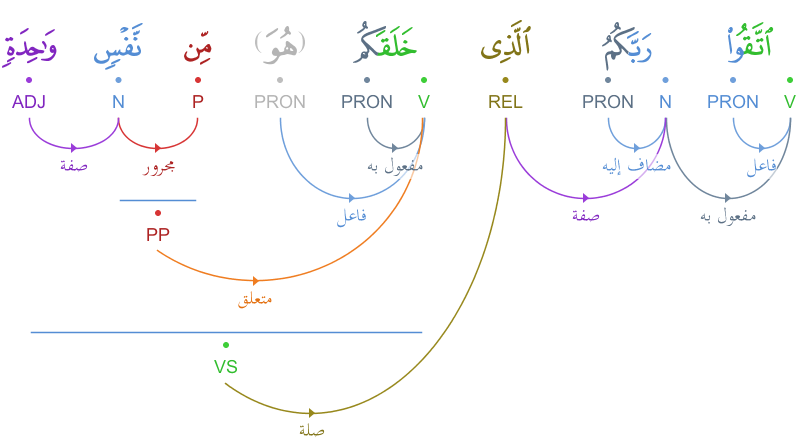 ٱتَّقُوا۟ رَبَّكُمُ ٱلَّذِى خَلَقَكُم (هُوَ) مِّن نَّفْسٍ وَٰحِدَةٍ
V PRON N PRON REL V PRON PRON P N ADJ
فاعل مضاف إليه مفعول به مجرور صفة
مفعول به صفة فاعل
PP
متعلق
VS
صلة